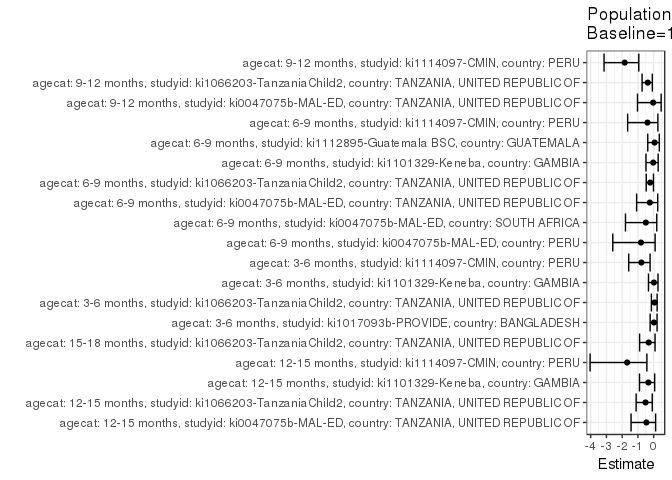 Population
Baseline=1
agecat: 9-12 months, studyid: ki1114097-CMIN, country: PERU
agecat: 9-12 months, studyid: ki1066203-TanzaniaChild2, country: TANZANIA, UNITED REPUBLIC OF
agecat: 9-12 months, studyid: ki0047075b-MAL-ED, country: TANZANIA, UNITED REPUBLIC OF
agecat: 6-9 months, studyid: ki1114097-CMIN, country: PERU
agecat: 6-9 months, studyid: ki1112895-Guatemala BSC, country: GUATEMALA
agecat: 6-9 months, studyid: ki1101329-Keneba, country: GAMBIA
agecat: 6-9 months, studyid: ki1066203-TanzaniaChild2, country: TANZANIA, UNITED REPUBLIC OF
agecat: 6-9 months, studyid: ki0047075b-MAL-ED, country: TANZANIA, UNITED REPUBLIC OF
agecat: 6-9 months, studyid: ki0047075b-MAL-ED, country: SOUTH AFRICA
agecat: 6-9 months, studyid: ki0047075b-MAL-ED, country: PERU
agecat: 3-6 months, studyid: ki1114097-CMIN, country: PERU
agecat: 3-6 months, studyid: ki1101329-Keneba, country: GAMBIA
agecat: 3-6 months, studyid: ki1066203-TanzaniaChild2, country: TANZANIA, UNITED REPUBLIC OF
agecat: 3-6 months, studyid: ki1017093b-PROVIDE, country: BANGLADESH
agecat: 15-18 months, studyid: ki1066203-TanzaniaChild2, country: TANZANIA, UNITED REPUBLIC OF
agecat: 12-15 months, studyid: ki1114097-CMIN, country: PERU
agecat: 12-15 months, studyid: ki1101329-Keneba, country: GAMBIA
agecat: 12-15 months, studyid: ki1066203-TanzaniaChild2, country: TANZANIA, UNITED REPUBLIC OF
agecat: 12-15 months, studyid: ki0047075b-MAL-ED, country: TANZANIA, UNITED REPUBLIC OF
-4 -3 -2 -1 0
Estimate